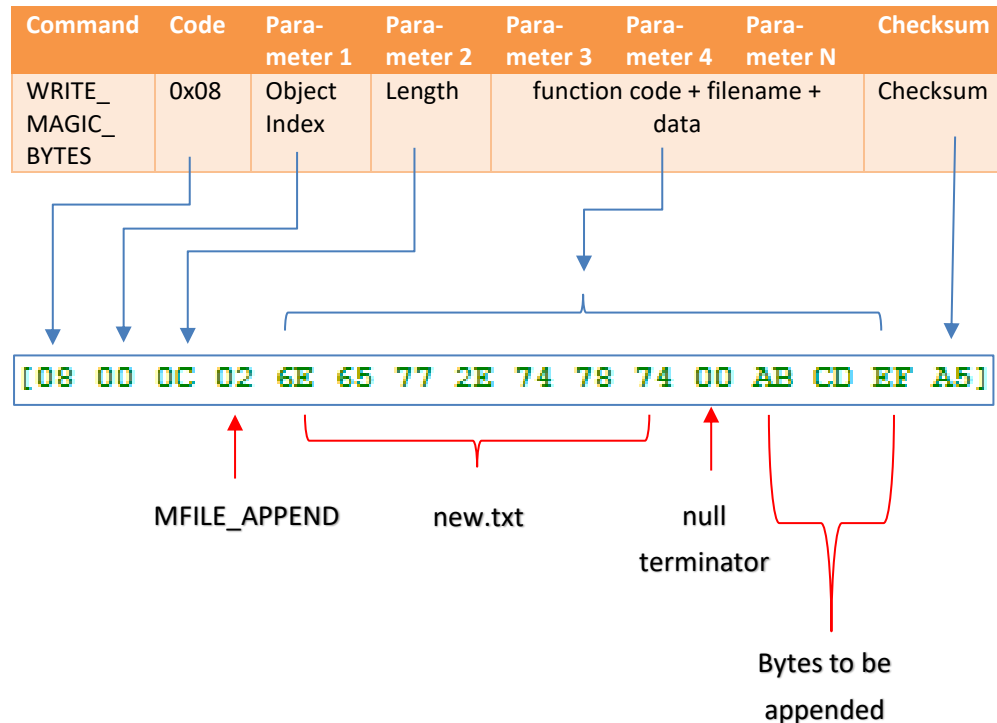 Command Code Para- Para- Para- Para- Para- Checksum
meter 1 meter 2 meter 3 meter 4 meter N
WRITE_ 0x08 Object Length function code + filename + Checksum
MAGIC_ Index data
BYTES
[08 00 0C 02 6E 65 77 2E 74 78 74 00 AB CD EF A5]
MFILE_APPEND new.txt null
terminator
Bytes to be
appended